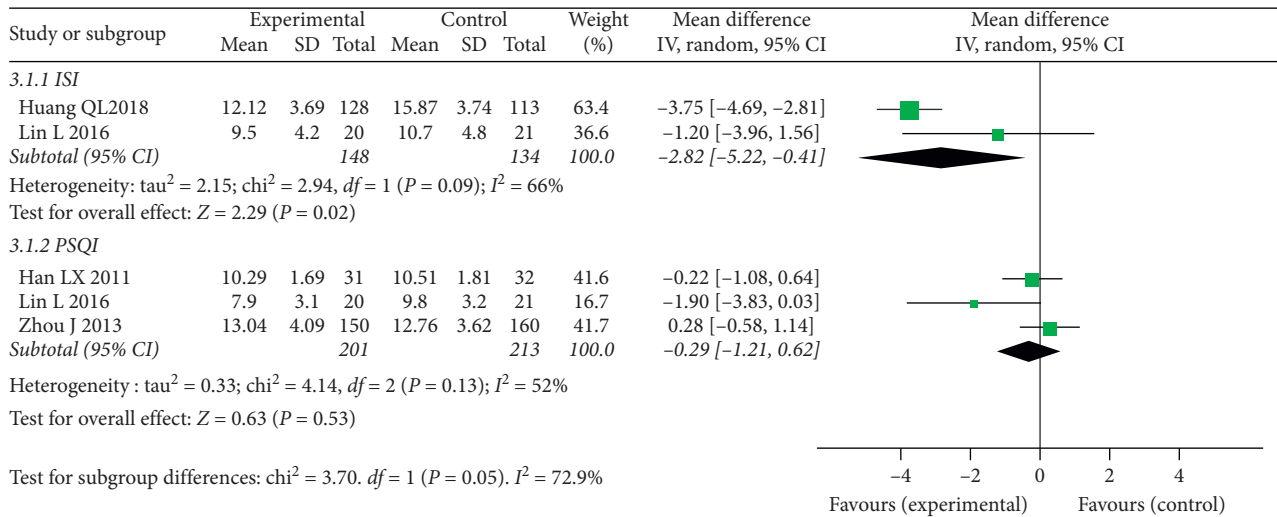 Study or subgroup Experimental Control Weight Mean difference Mean difference
Mean SD Total Mean SD Total (%) IV, random, 95% CI IV, random, 95% CI
3.1.1 ISI
Huang QL2018 12.12 3.69 128 15.87 3.74 113 63.4 −3.75 [−4.69, −2.81]
Lin L 2016 9.5 4.2 20 10.7 4.8 21 36.6 −1.20 [−3.96, 1.56]
Subtotal (95% CI) 148 134 100.0 −2.82 [−5.22, −0.41]
Heterogeneity: tau² = 2.15; chi² = 2.94, df = 1 (P = 0.09); I² = 66%
Test for overall effect: Z = 2.29 (P = 0.02)
3.1.2 PSQI
Han LX 2011 10.29 1.69 31 10.51 1.81 32 41.6 −0.22 [−1.08, 0.64]
Lin L 2016 7.9 3.1 20 9.8 3.2 21 16.7 −1.90 [−3.83, 0.03]
Zhou J 2013 13.04 4.09 150 12.76 3.62 160 41.7 0.28 [−0.58, 1.14]
Subtotal (95% CI) 201 213 100.0 −0.29 [−1.21, 0.62]
Heterogeneity : tau² = 0.33; chi² = 4.14, df = 2 (P = 0.13); I² = 52%
Test for overall effect: Z = 0.63 (P = 0.53)
Test for subgroup differences: chi² = 3.70. df = 1 (P = 0.05). I² = 72.9%
−4 −2 0 2 4
Favours (experimental) Favours (control)